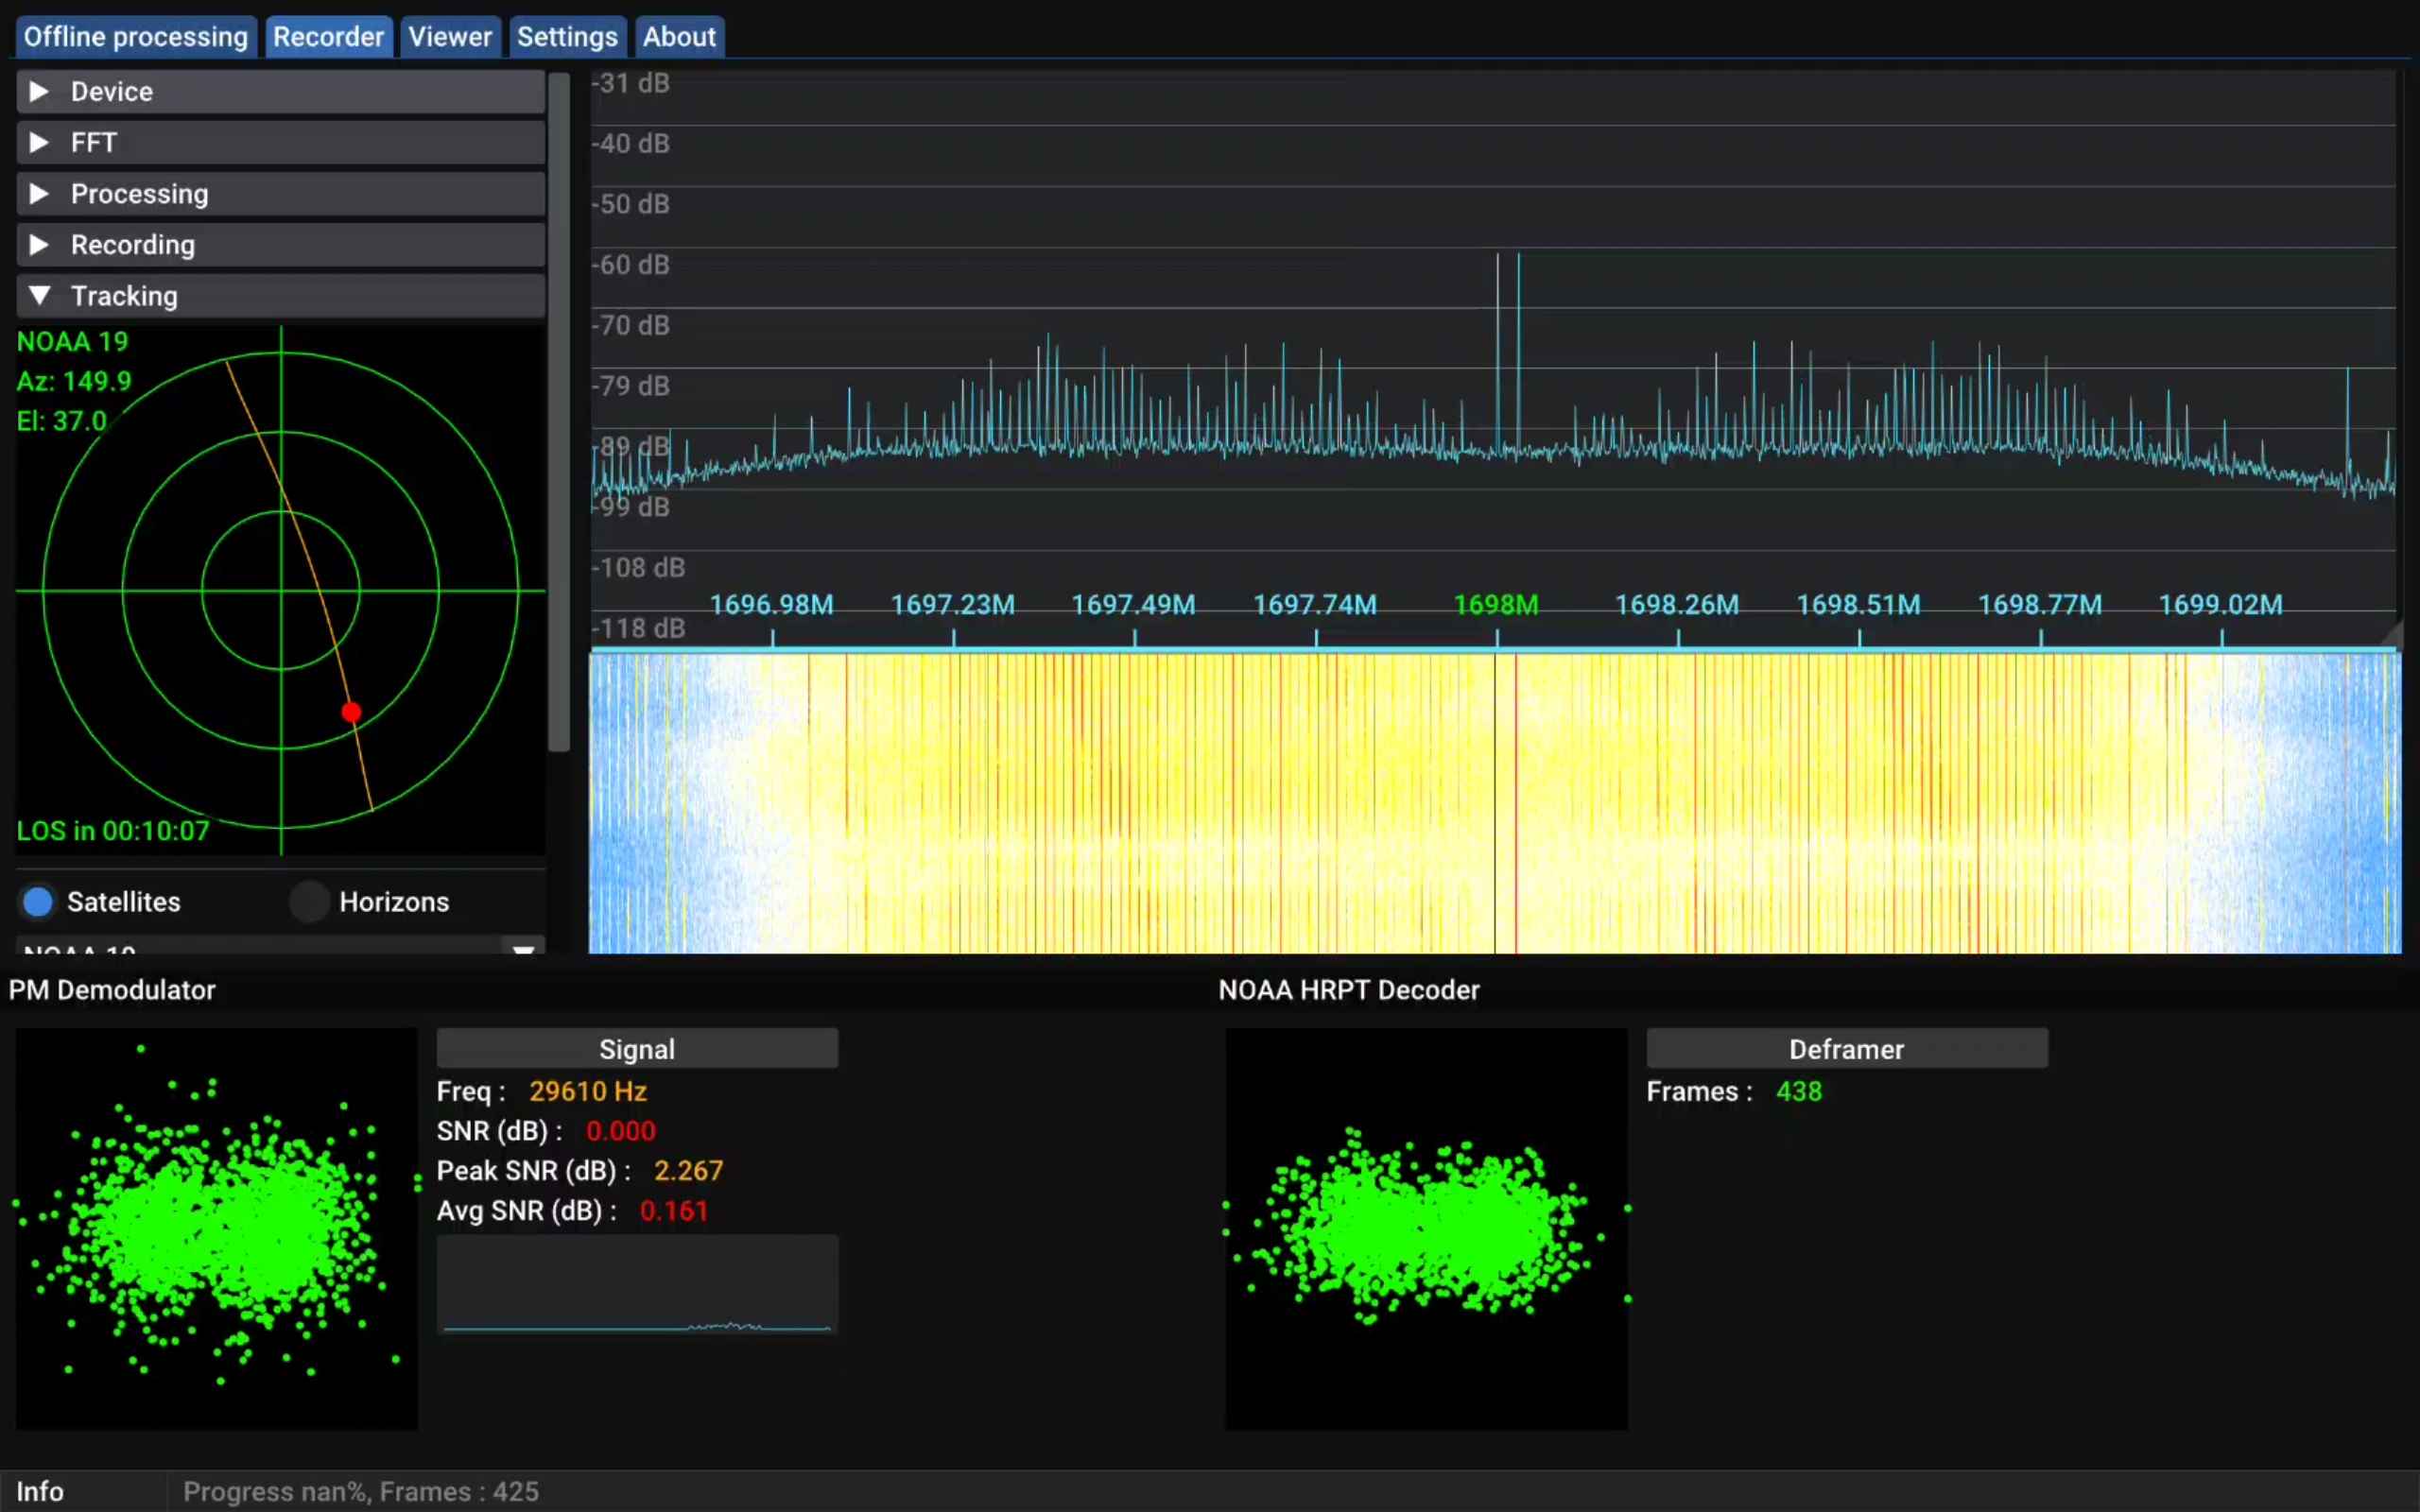 Offline processing Recorder Viewer Settings About
Device
FFT
Processing
Recording
Tracking
NOAA 19
Az: 149.9
El: 37.0
LOS in 00:10:07
Satellites Horizons
NOAA 19
-31 dB
-40 dB
-50 dB
-60 dB
-70 dB
-79 dB
-89 dB
-99 dB
-108 dB
-118 dB
1696.98M 1697.23M 1697.49M 1697.74M 1698M 1698.26M 1698.51M 1698.77M 1699.02M
PM Demodulator
Signal
Freq : 29610 Hz
SNR (dB) : 0.000
Peak SNR (dB) : 2.267
Avg SNR (dB) : 0.161
NOAA HRPT Decoder
Deframer
Frames : 438
Info Progress nan%, Frames : 425